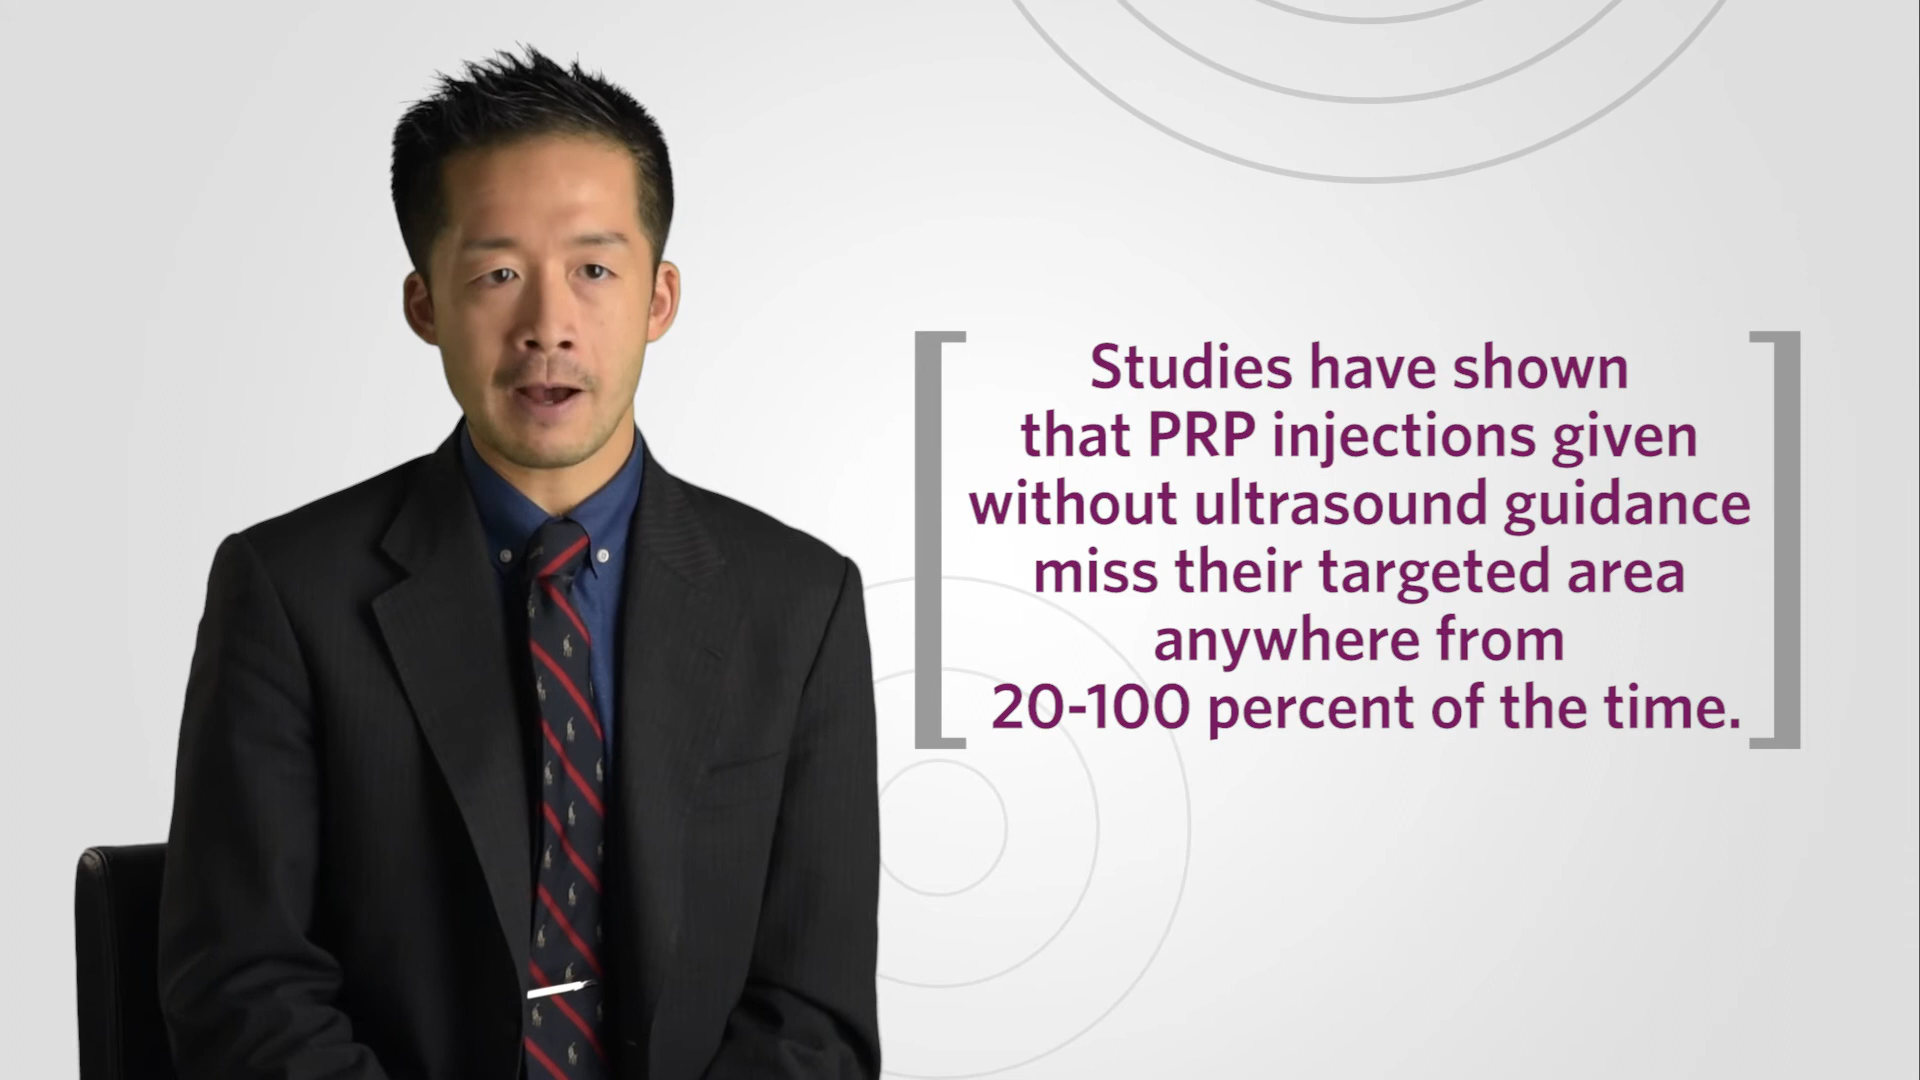 Studies have shown
that PRP injections given
without ultrasound guidance
miss their targeted area
anywhere from
20-100 percent of the time.